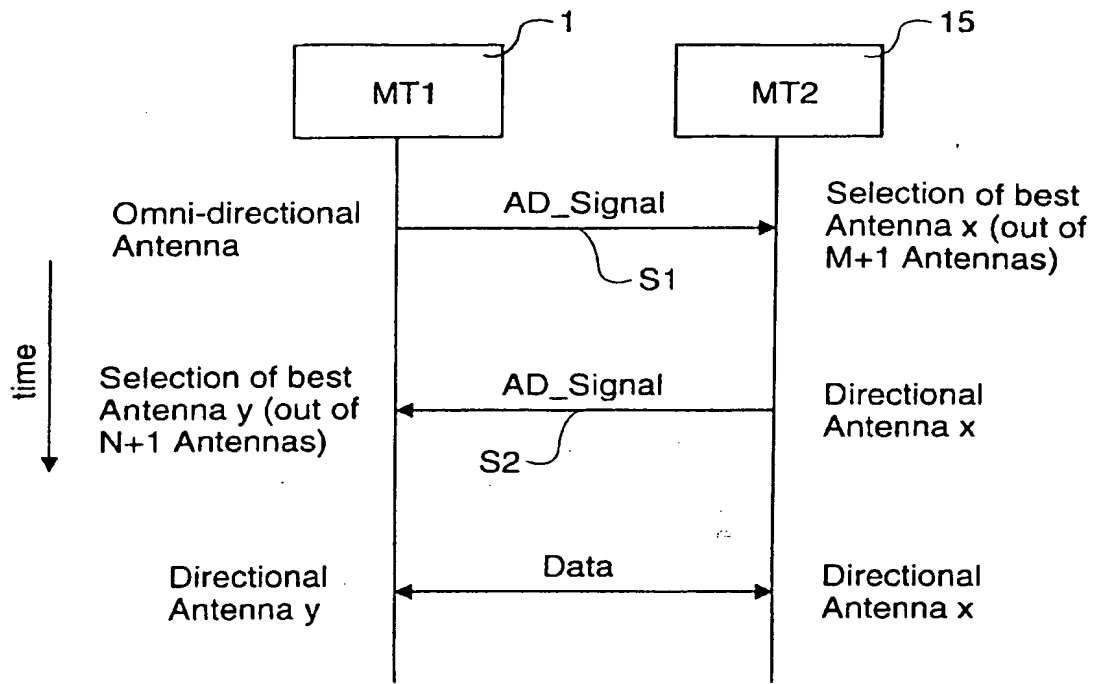 1
15
MT1
MT2
Omni-directional
Antenna
AD_Signal
S1
Selection of best
Antenna x (out of
M+1 Antennas)
time
Selection of best
Antenna y (out of
N+1 Antennas)
AD_Signal
S2
Directional
Antenna x
Directional
Antenna y
Data
Directional
Antenna x